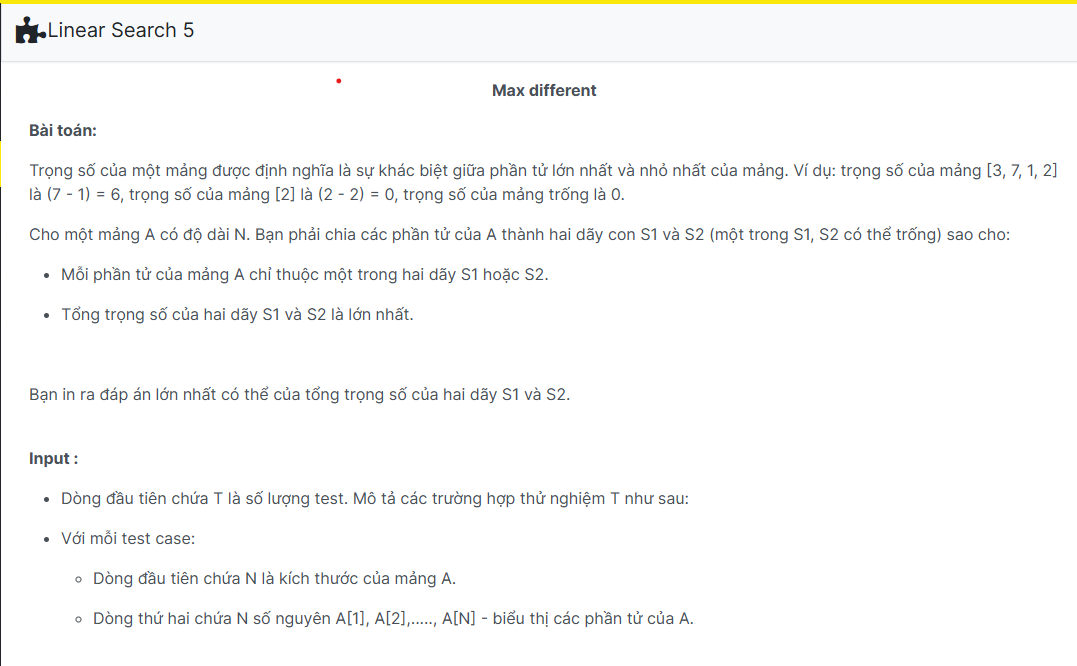 Linear Search 5
Max different
Bài toán:
Trọng số của một mảng được định nghĩa là sự khác biệt giữa phần tử lớn nhất và nhỏ nhất của mảng. Ví dụ: trọng số của mảng [3, 7, 1, 2]
là (7 - 1) = 6, trọng số của mảng [2] là (2 - 2) = 0, trọng số của mảng trống là 0.
Cho một mảng A có độ dài N. Bạn phải chia các phần tử của A thành hai dãy con S1 và S2 (một trong S1, S2 có thể trống) sao cho:
• Mỗi phần tử của mảng A chỉ thuộc một trong hai dãy S1 hoặc S2.
• Tổng trọng số của hai dãy S1 và S2 là lớn nhất.
Bạn in ra đáp án lớn nhất có thể của tổng trọng số của hai dãy S1 và S2.
Input :
• Dòng đầu tiên chứa T là số lượng test. Mô tả các trường hợp thử nghiệm T như sau:
• Với mỗi test case:
◦ Dòng đầu tiên chứa N là kích thước của mảng A.
◦ Dòng thứ hai chứa N số nguyên A[1], A[2],....., A[N] - biểu thị các phần tử của A.